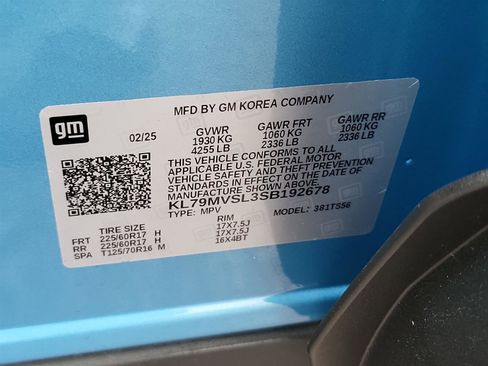 MFD BY GM KOREA COMPANY
gm
02/25 GVWR GAWR FRT GAWR RR
1930 KG 1060 KG 1060 KG
4255 LB 2336 LB 2336 LB
THIS VEHICLE CONFORMS TO ALL
APPLICABLE U.S. FEDERAL MOTOR
VEHICLE SAFETY AND THEFT PREVENTION
STANDARDS IN EFFECT ON THE DATE OF
MANUFACTURE SHOWN ABOVE.
KL79MVSL3SB192678
TYPE: MPV MODEL: 381TS56
TIRE SIZE RIM
FRT 225/60R17 H 17X7.5J
RR 225/60R17 H 17X7.5J
SPA T125/70R16 M 16X4BT